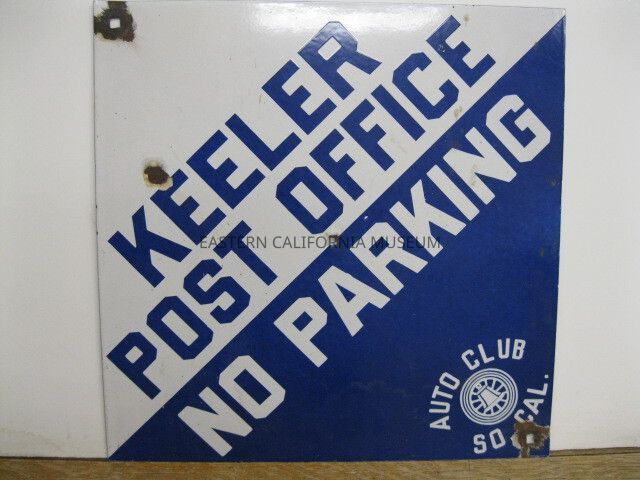 KEELER
POST OFFICE
NO PARKING
EASTERN CALIFORNIA MUSEUM
AUTO CLUB
SO. CAL.